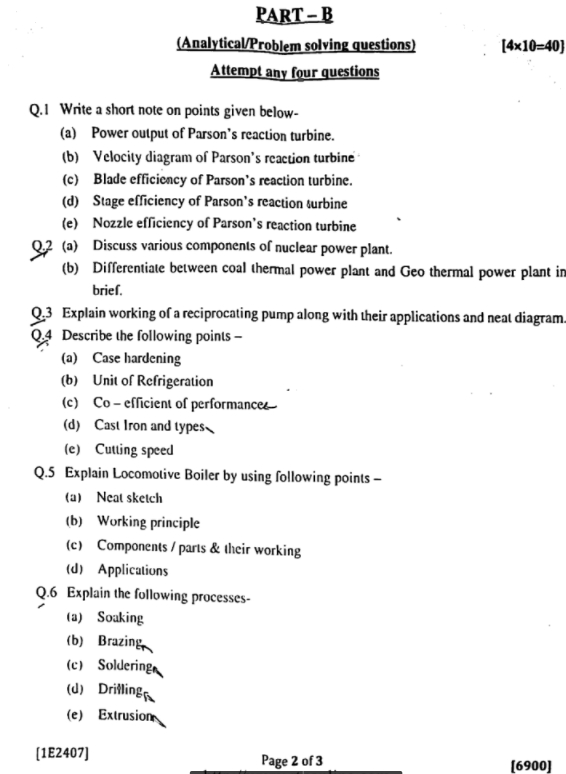 PART – B
(Analytical/Problem solving questions) [4×10=40]
Attempt any four questions
Q.1 Write a short note on points given below-
(a) Power output of Parson's reaction turbine.
(b) Velocity diagram of Parson's reaction turbine
(c) Blade efficiency of Parson's reaction turbine.
(d) Stage efficiency of Parson's reaction turbine
(e) Nozzle efficiency of Parson's reaction turbine
Q.2 (a) Discuss various components of nuclear power plant.
(b) Differentiate between coal thermal power plant and Geo thermal power plant in
brief.
Q.3 Explain working of a reciprocating pump along with their applications and neat diagram.
Q.4 Describe the following points –
(a) Case hardening
(b) Unit of Refrigeration
(c) Co – efficient of performances
(d) Cast Iron and types
(e) Cutting speed
Q.5 Explain Locomotive Boiler by using following points –
(a) Neat sketch
(b) Working principle
(c) Components / parts & their working
(d) Applications
Q.6 Explain the following processes-
(a) Soaking
(b) Brazing
(c) Soldering
(d) Drilling
(e) Extrusion
[1E2407] Page 2 of 3 [6900]